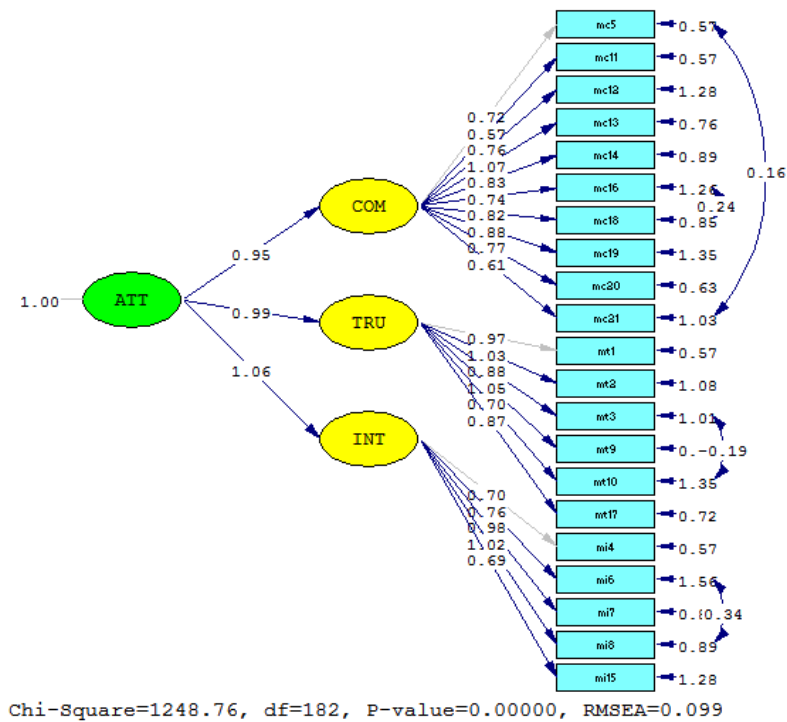 mc5 0.57
mc11 0.57
mc12 1.28
mc13 0.76
mc14 0.89
mc16 1.26
0.24
mc18 0.85
mc19 1.35
mc20 0.63
mc21 1.03
0.16
mt1 0.57
mt2 1.08
mt3 1.01
mt9 -0.19
mt10 1.35
mt17 0.72
mi4 0.57
mi6 1.56
mi7 0.34
mi8 0.89
mi15 1.28
0.72
0.57
0.76
1.07
0.83
0.74
0.82
0.88
0.77
0.61
COM
0.95
1.00 ATT
0.99
TRU
1.06
INT
0.97
1.03
0.88
1.05
0.70
0.87
0.70
0.76
0.98
1.02
0.69
Chi-Square=1248.76, df=182, P-value=0.00000, RMSEA=0.099